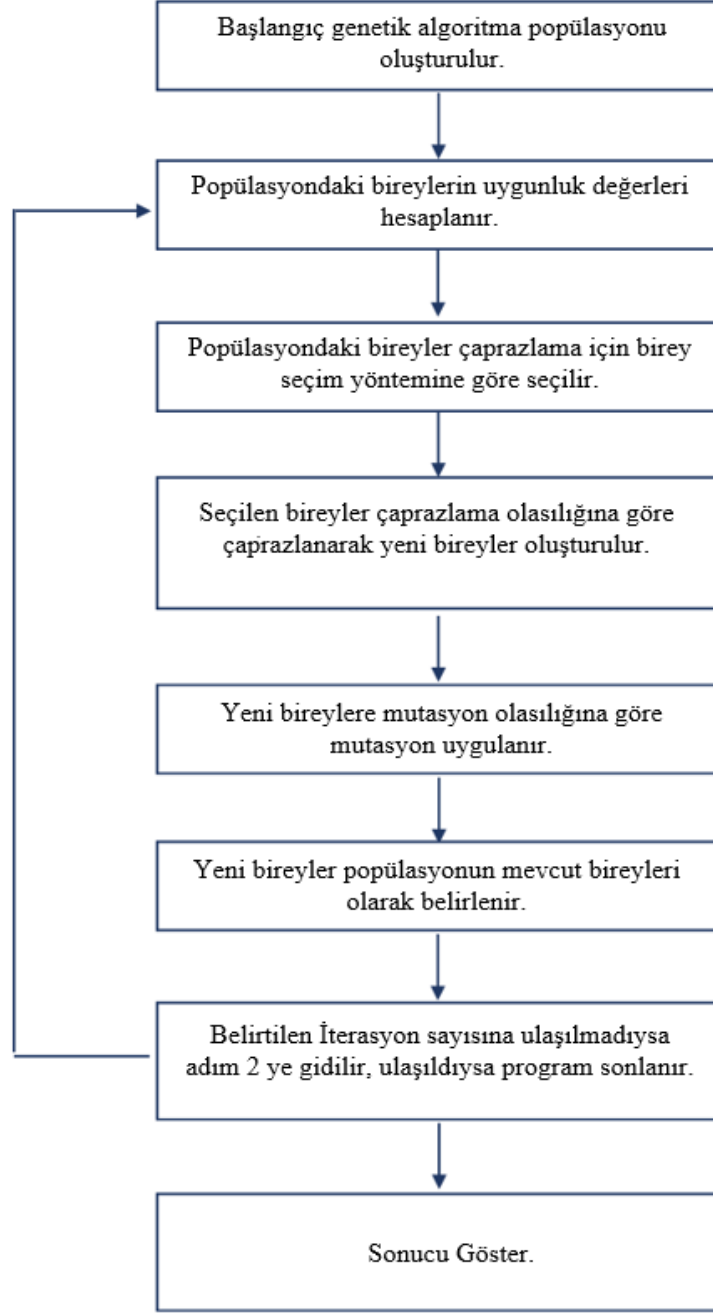 Başlangıç genetik algoritma popülasyonu
oluşturulur.
Popülasyondaki bireylerin uygunluk değerleri
hesaplanır.
Popülasyondaki bireyler çaprazlama için birey
seçim yöntemine göre seçilir.
Seçilen bireyler çaprazlama olasılığına göre
çaprazlanarak yeni bireyler oluşturulur.
Yeni bireylere mutasyon olasılığına göre
mutasyon uygulanır.
Yeni bireyler popülasyonun mevcut bireyleri
olarak belirlenir.
Belirtilen İterasyon sayısına ulaşılmadıysa
adım 2 ye gidilir, ulaşıldıysa program sonlanır.
Sonucu Göster.